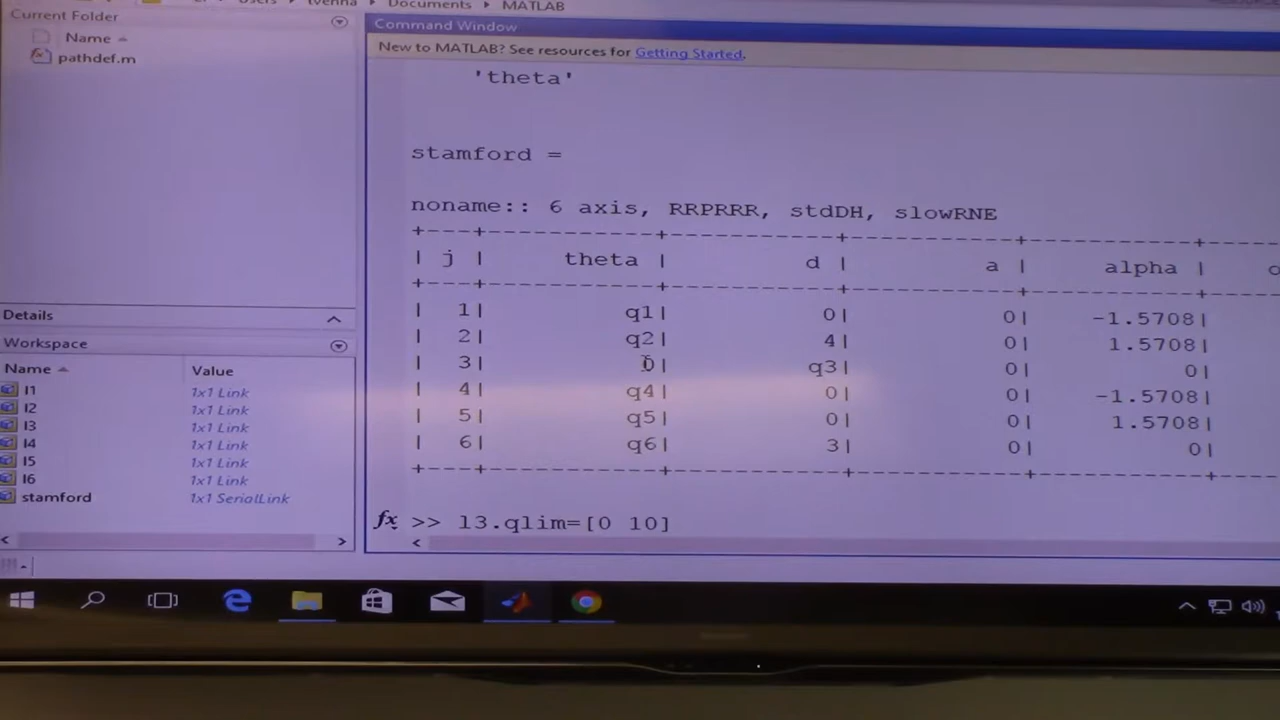 Users
tvenna
Documents
MATLAB
Current Folder
Name
pathdef.m
Details
Workspace
Name Value
l1 1x1 Link
l2 1x1 Link
l3 1x1 Link
l4 1x1 Link
l5 1x1 Link
l6 1x1 Link
stamford 1x1 SerialLink
Command Window
New to MATLAB? See resources for Getting Started.
'theta'
stamford =
noname:: 6 axis, RRPRRR, stdDH, slowRNE
+---+-----------+-----------+-----------+-----------+
| j | theta | d | a | alpha |
+---+-----------+-----------+-----------+-----------+
| 1| q1| 0| 0| -1.5708|
| 2| q2| 4| 0| 1.5708|
| 3| 0| q3| 0| 0|
| 4| q4| 0| 0| -1.5708|
| 5| q5| 0| 0| 1.5708|
| 6| q6| 3| 0| 0|
+---+-----------+-----------+-----------+-----------+
fx >> l3.qlim=[0 10]